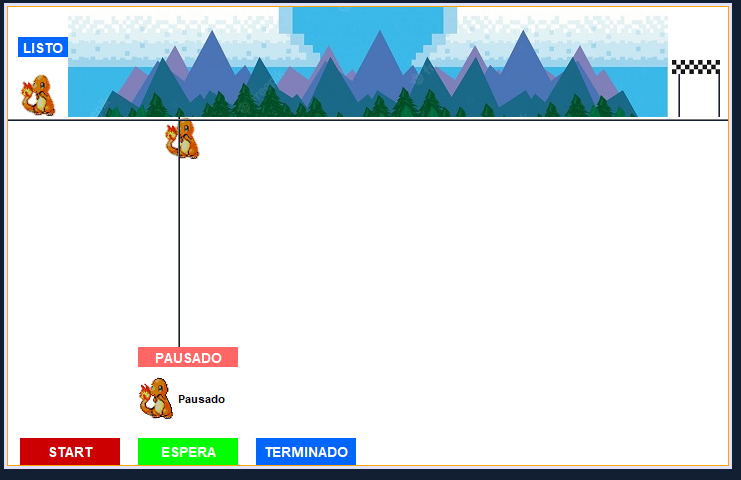 LISTO
PAUSADO
Pausado
START
ESPERA
TERMINADO